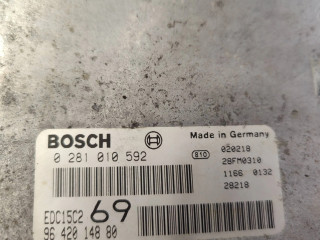 BOSCH
Made in Germany
0 281 010 592
e10
020218
28FM0310
1166 0132
28218
EDC15C2 69
96 420 148 80